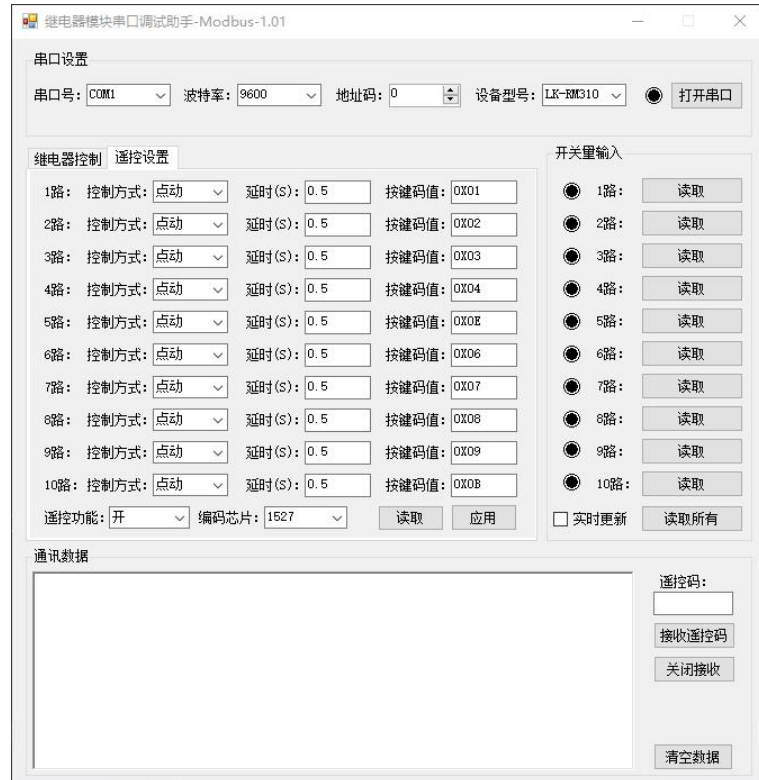 继电器模块串口调试助手-Modbus-1.01
串口设置
串口号: COM1 波特率: 9600 地址码: 0 设备型号: LK-RM310 打开串口
继电器控制 遥控设置
1路: 控制方式: 点动 延时(S): 0.5 按键码值: 0X01
2路: 控制方式: 点动 延时(S): 0.5 按键码值: 0X02
3路: 控制方式: 点动 延时(S): 0.5 按键码值: 0X03
4路: 控制方式: 点动 延时(S): 0.5 按键码值: 0X04
5路: 控制方式: 点动 延时(S): 0.5 按键码值: 0X0E
6路: 控制方式: 点动 延时(S): 0.5 按键码值: 0X06
7路: 控制方式: 点动 延时(S): 0.5 按键码值: 0X07
8路: 控制方式: 点动 延时(S): 0.5 按键码值: 0X08
9路: 控制方式: 点动 延时(S): 0.5 按键码值: 0X09
10路: 控制方式: 点动 延时(S): 0.5 按键码值: 0X0B
遥控功能: 开 编码芯片: 1527 读取 应用
开关量输入
1路: 读取
2路: 读取
3路: 读取
4路: 读取
5路: 读取
6路: 读取
7路: 读取
8路: 读取
9路: 读取
10路: 读取
实时更新 读取所有
通讯数据
遥控码:
接收遥控码
关闭接收
清空数据